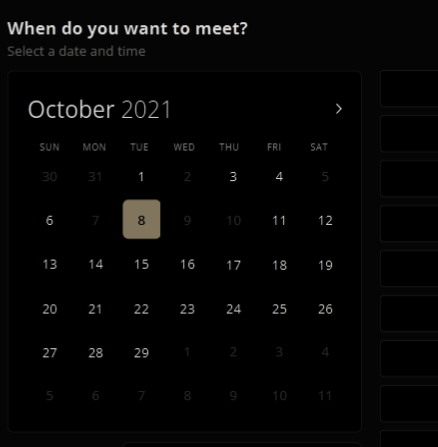 When do you want to meet?
Select a date and time
October 2021 >
SUN MON TUE WED THU FRI SAT
30 31 1 2 3 4 5
6 7 8 9 10 11 12
13 14 15 16 17 18 19
20 21 22 23 24 25 26
27 28 29 1 2 3 4
5 6 7 8 9 10 11